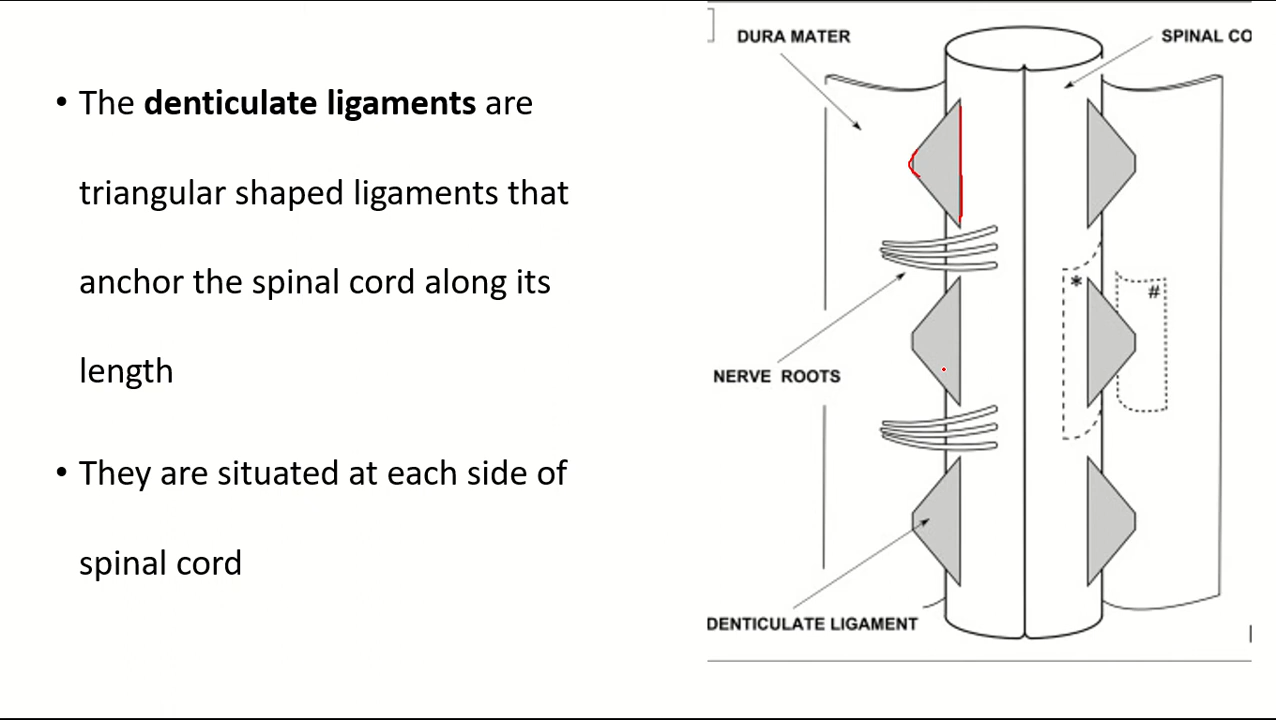 • The denticulate ligaments are
triangular shaped ligaments that
anchor the spinal cord along its
length
• They are situated at each side of
spinal cord
DURA MATER
SPINAL CO
*
#
NERVE ROOTS
DENTICULATE LIGAMENT